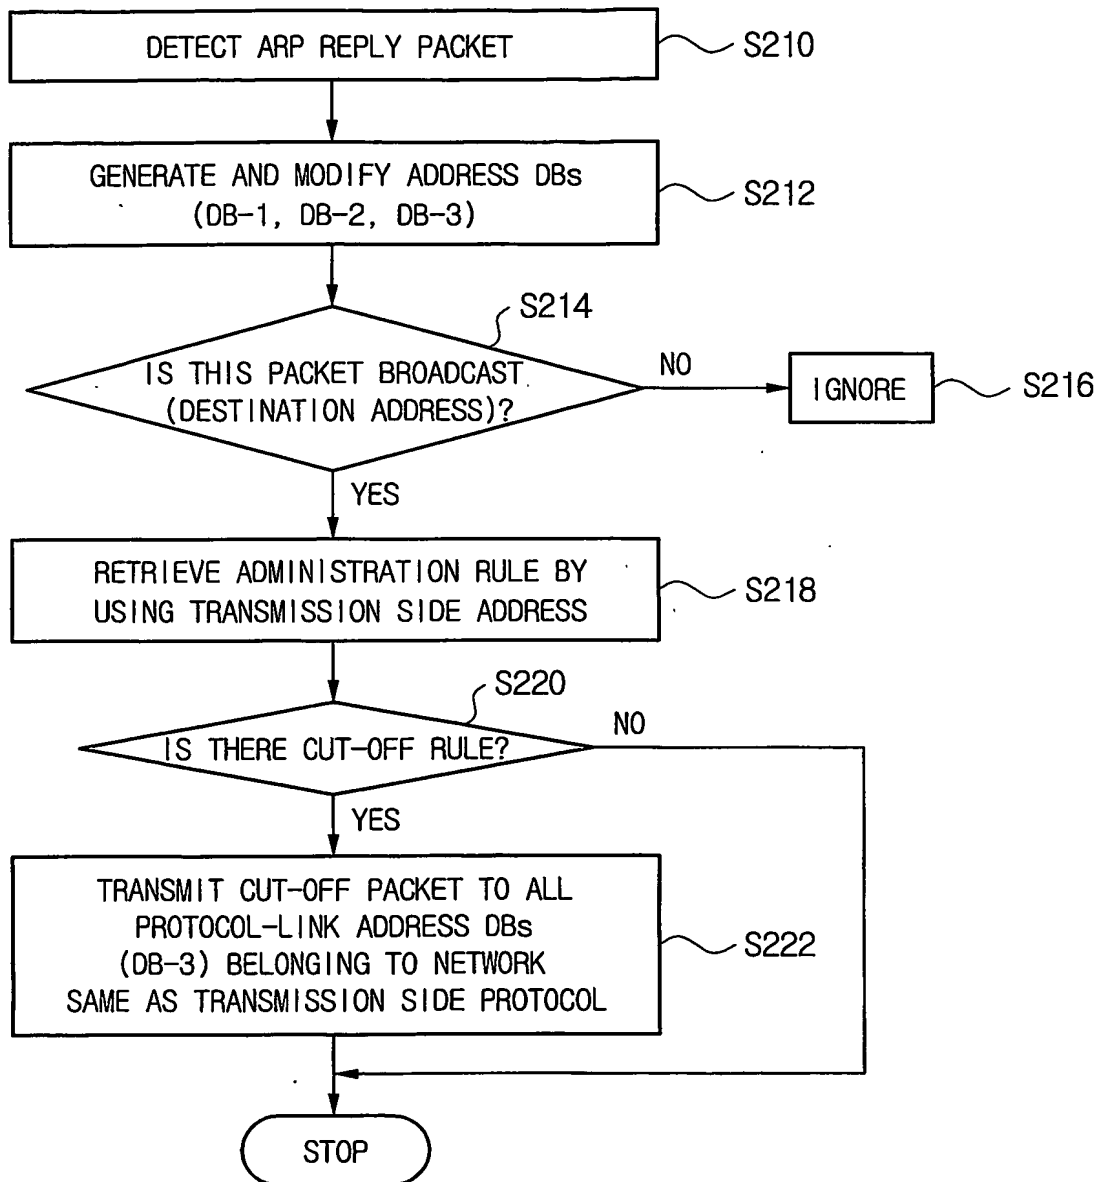 DETECT ARP REPLY PACKET
S210
GENERATE AND MODIFY ADDRESS DBs
(DB-1, DB-2, DB-3)
S212
S214
IS THIS PACKET BROADCAST
(DESTINATION ADDRESS)?
NO
IGNORE
S216
YES
RETRIEVE ADMINISTRATION RULE BY
USING TRANSMISSION SIDE ADDRESS
S218
S220
IS THERE CUT-OFF RULE?
NO
YES
TRANSMIT CUT-OFF PACKET TO ALL
PROTOCOL-LINK ADDRESS DBs
(DB-3) BELONGING TO NETWORK
SAME AS TRANSMISSION SIDE PROTOCOL
S222
STOP